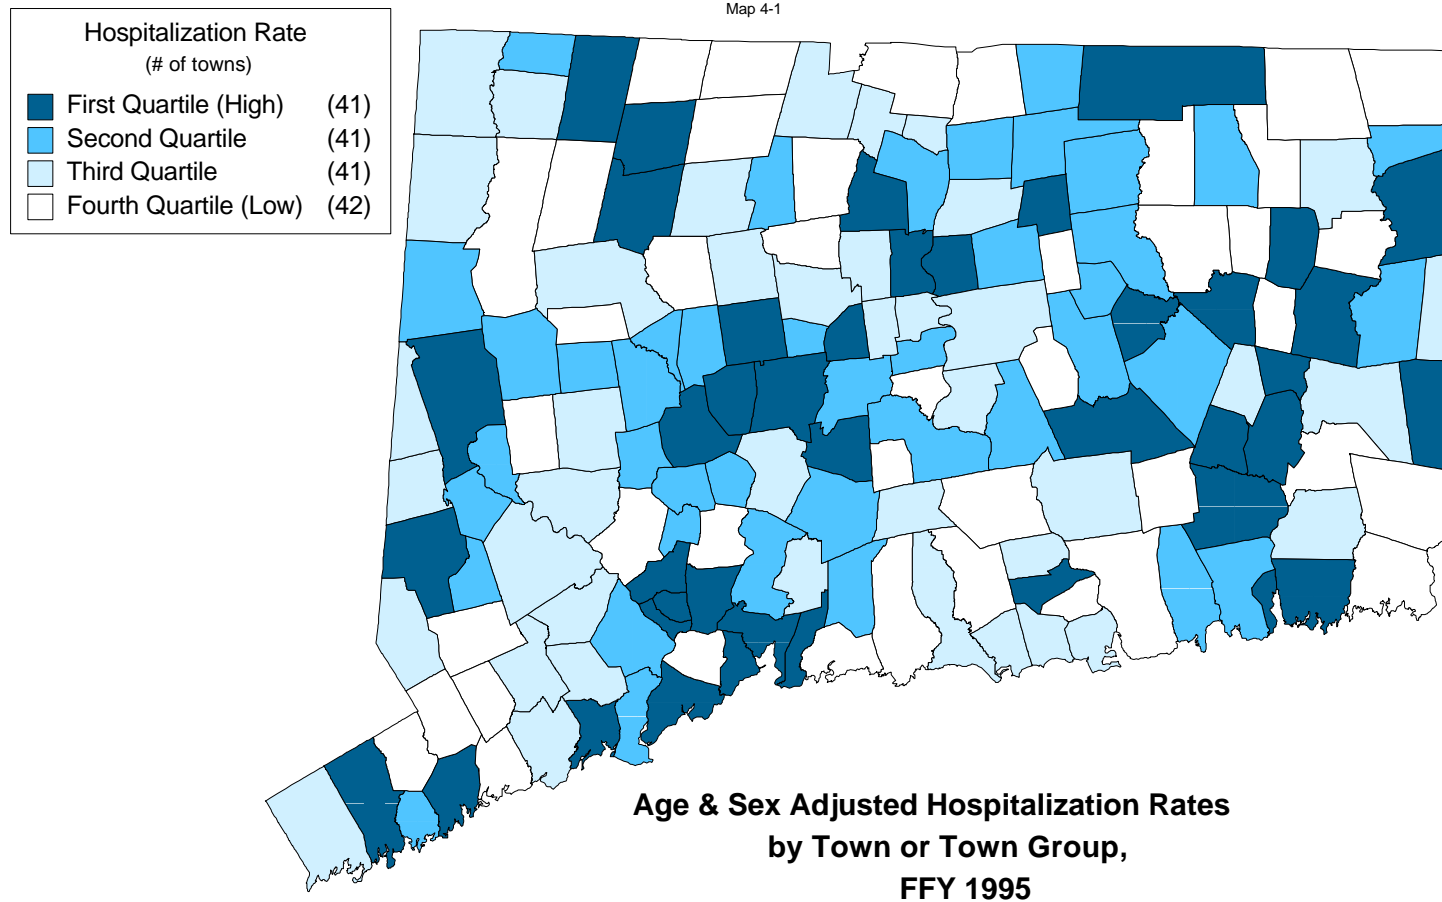 Map 4-1
Hospitalization Rate
(# of towns)
First Quartile (High) (41)
Second Quartile (41)
Third Quartile (41)
Fourth Quartile (Low) (42)
Age & Sex Adjusted Hospitalization Rates
by Town or Town Group,
FFY 1995